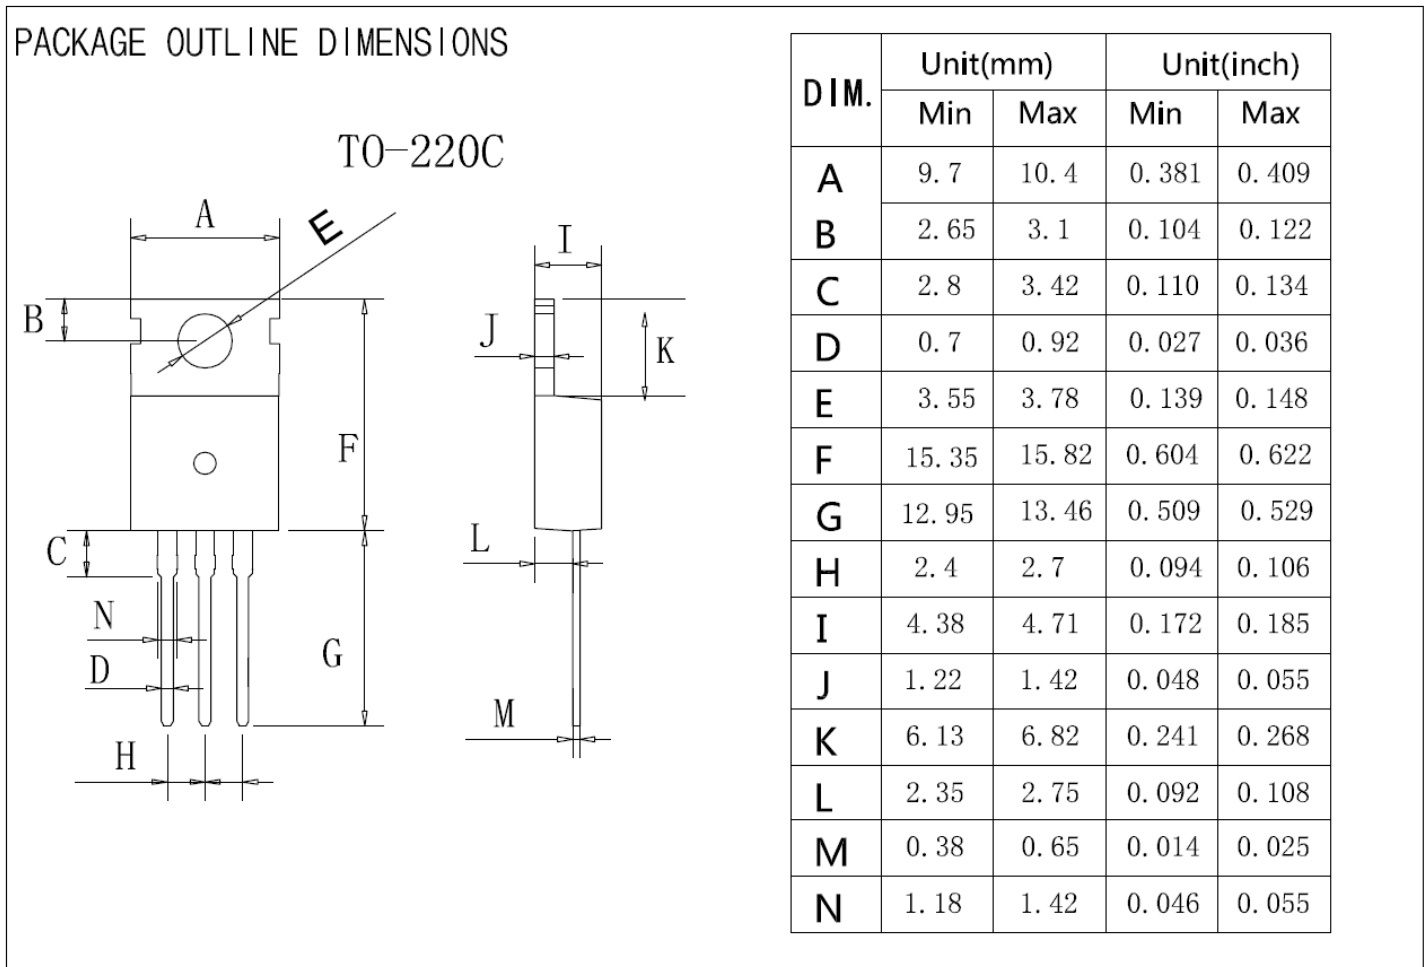 PACKAGE OUTLINE DIMENSIONS
TO-220C
A
E
B
F
C
N
D
G
H
I
J
K
L
M
DIM. Unit(mm) Unit(inch)
Min Max Min Max
A 9.7 10.4 0.381 0.409
B 2.65 3.1 0.104 0.122
C 2.8 3.42 0.110 0.134
D 0.7 0.92 0.027 0.036
E 3.55 3.78 0.139 0.148
F 15.35 15.82 0.604 0.622
G 12.95 13.46 0.509 0.529
H 2.4 2.7 0.094 0.106
I 4.38 4.71 0.172 0.185
J 1.22 1.42 0.048 0.055
K 6.13 6.82 0.241 0.268
L 2.35 2.75 0.092 0.108
M 0.38 0.65 0.014 0.025
N 1.18 1.42 0.046 0.055